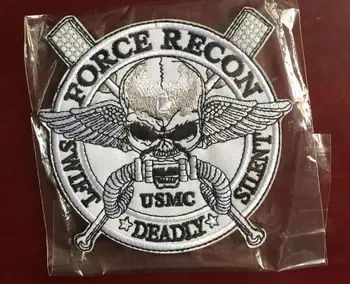 FORCE RECON
SWIFT
SILENT
USMC
DEADLY